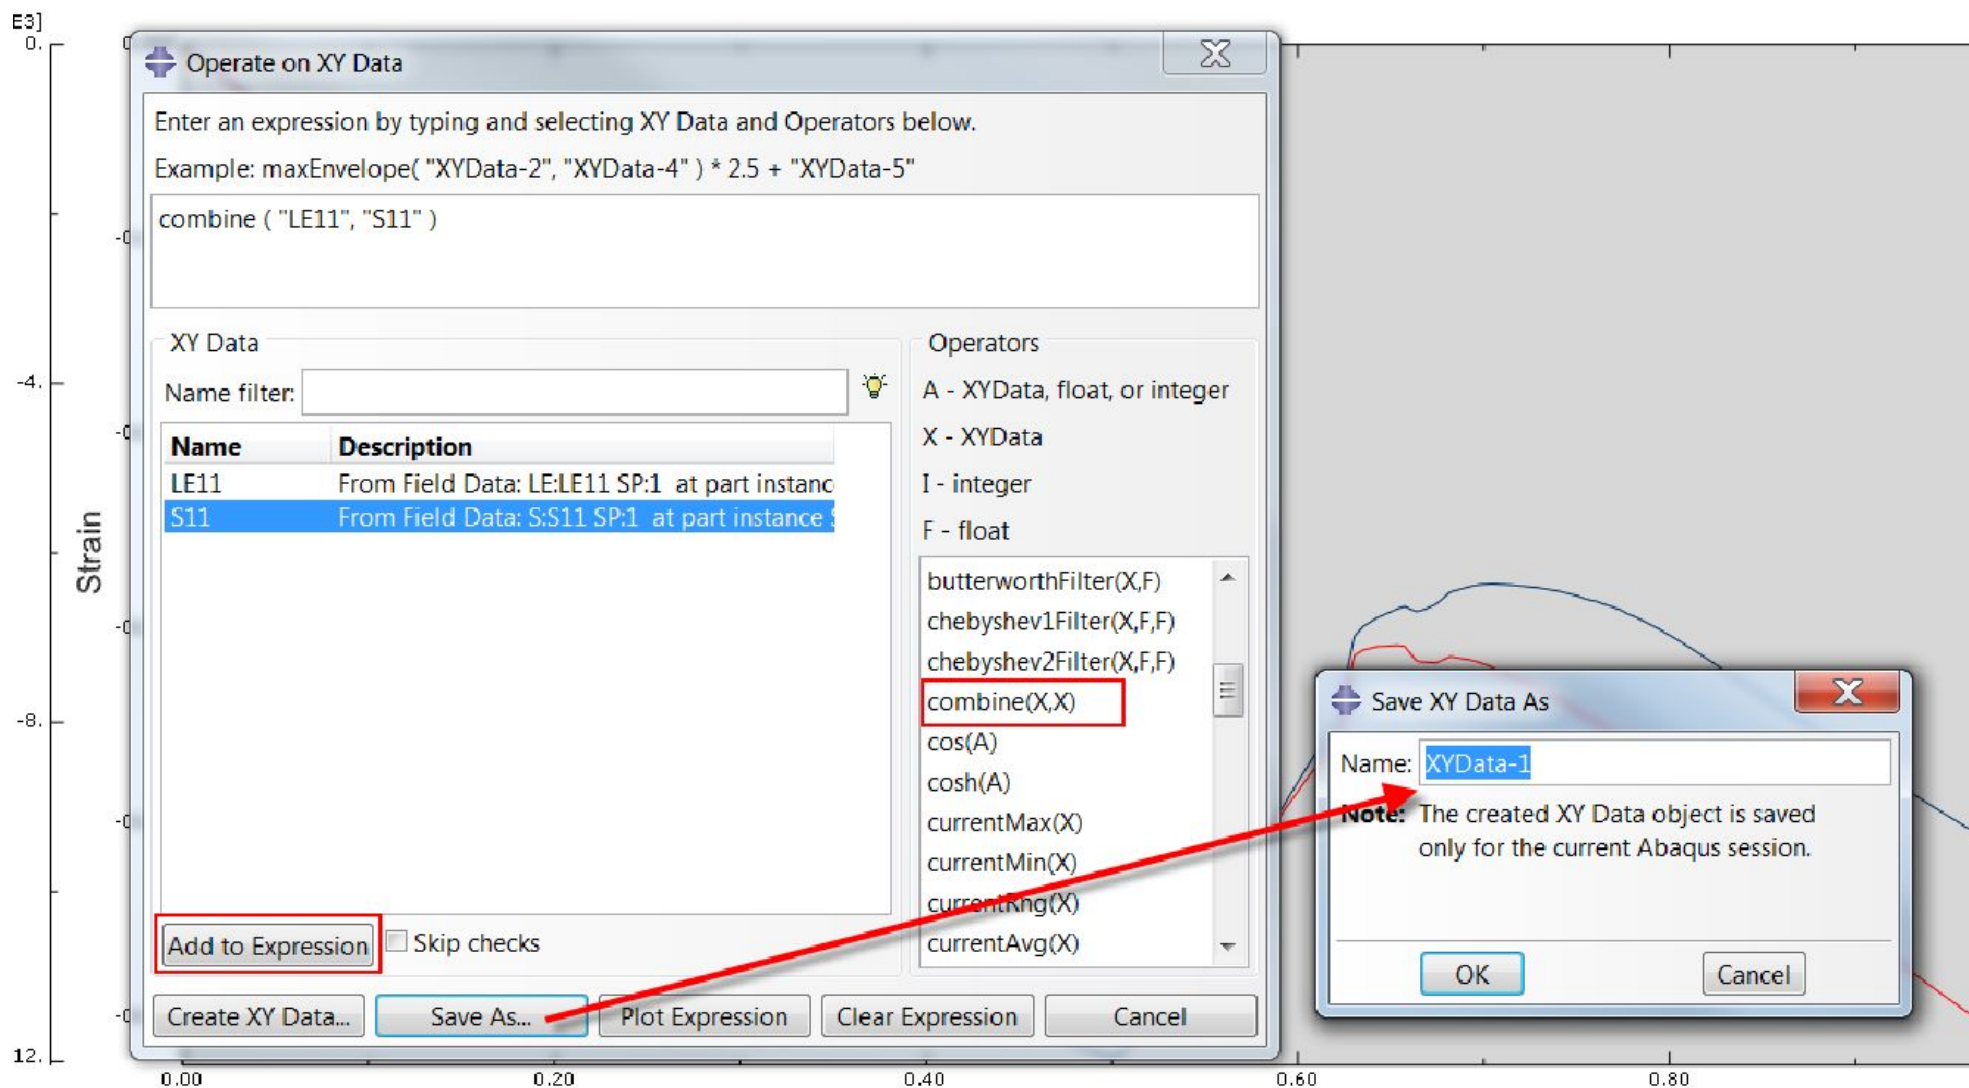 E3]
0.
-4.
-8.
12.
Strain
Operate on XY Data
Enter an expression by typing and selecting XY Data and Operators below.
Example: maxEnvelope( "XYData-2", "XYData-4" ) * 2.5 + "XYData-5"
combine ( "LE11", "S11" )
XY Data
Name filter:
Name Description
LE11 From Field Data: LE:LE11 SP:1 at part instanc
S11 From Field Data: S:S11 SP:1 at part instance
Add to Expression
Skip checks
Operators
A - XYData, float, or integer
X - XYData
I - integer
F - float
butterworthFilter(X,F)
chebyshev1Filter(X,F,F)
chebyshev2Filter(X,F,F)
combine(X,X)
cos(A)
cosh(A)
currentMax(X)
currentMin(X)
currentRng(X)
currentAvg(X)
Create XY Data... Save As... Plot Expression Clear Expression Cancel
Save XY Data As
Name: XYData-1
Note: The created XY Data object is saved
only for the current Abaqus session.
OK Cancel
0.00 0.20 0.40 0.60 0.80